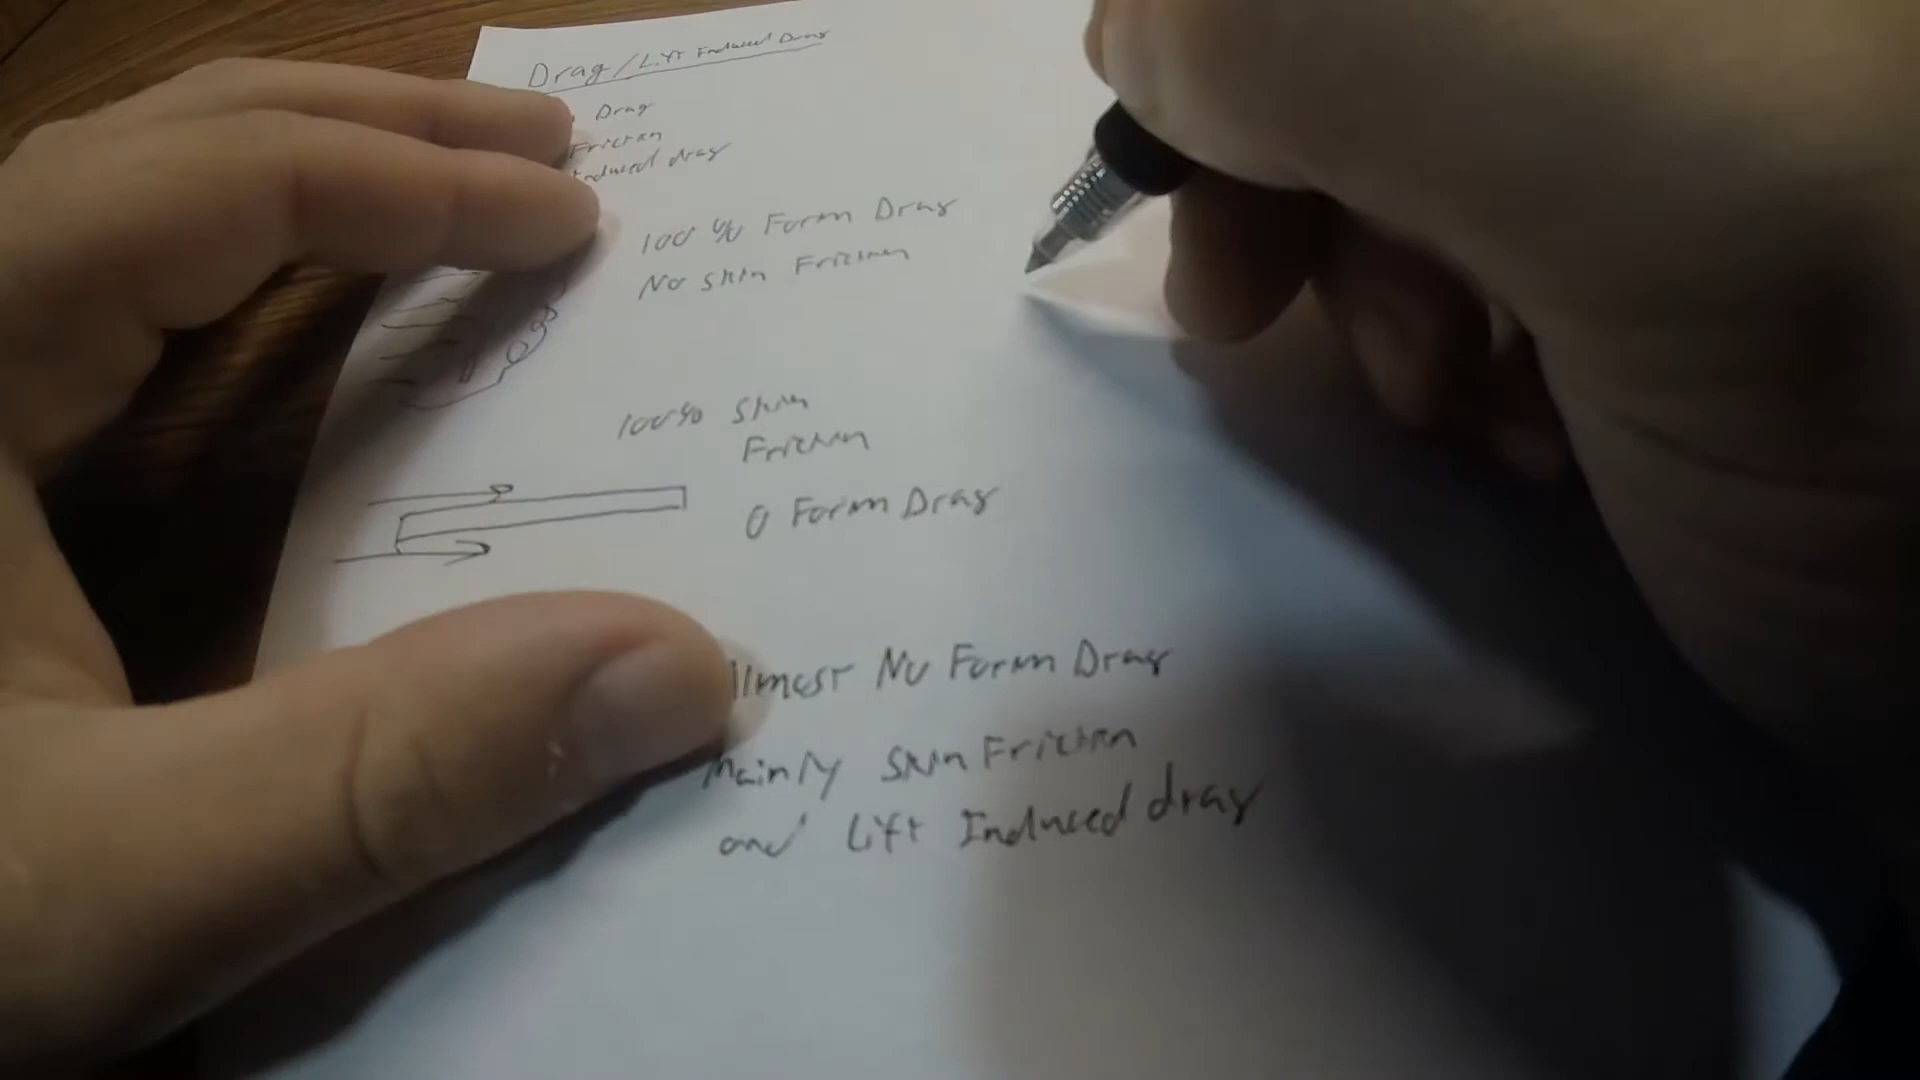 Drag/Lift Induced Drag
Drag
Friction
Induced drag
100% Form Drag
No skin Friction
100% Skin
Friction
0 Form Drag
Allmost No Form Drag
Mainly Skin Friction
and Lift Induced drag